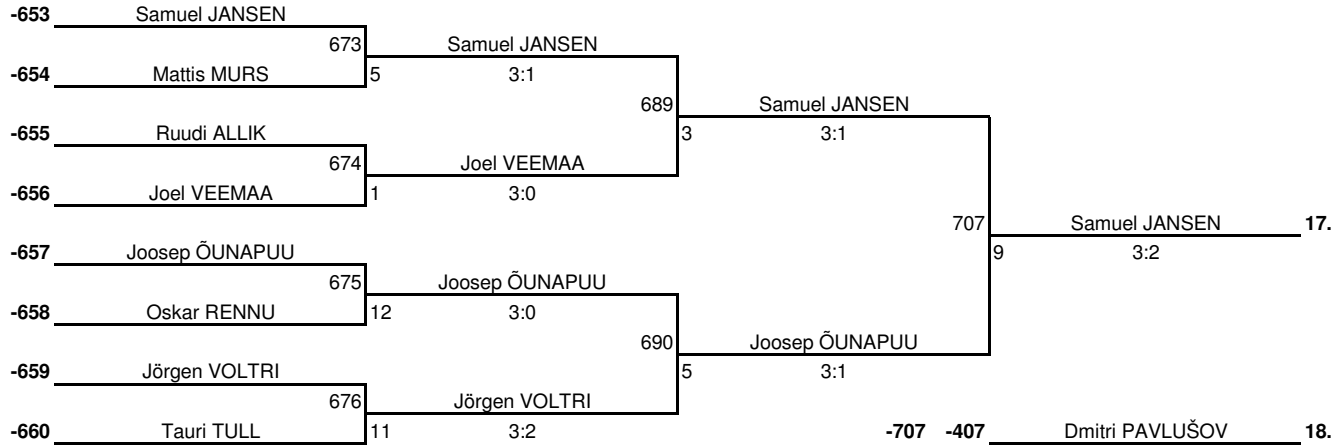 -653 Samuel JANSEN
673 Samuel JANSEN
-654 Mattis MURS 5 3:1
689 Samuel JANSEN
-655 Ruudi ALLIK 3 3:1
674 Joel VEEMAA
-656 Joel VEEMAA 1 3:0
707 Samuel JANSEN 17.
-657 Joosep ÕUNAPUU 9 3:2
675 Joosep ÕUNAPUU
-658 Oskar RENNU 12 3:0
690 Joosep ÕUNAPUU
-659 Jörgen VOLTRI 5 3:1
676 Jörgen VOLTRI
-660 Tauri TULL 11 3:2 -707 -407 Dmitri PAVLUŠOV 18.